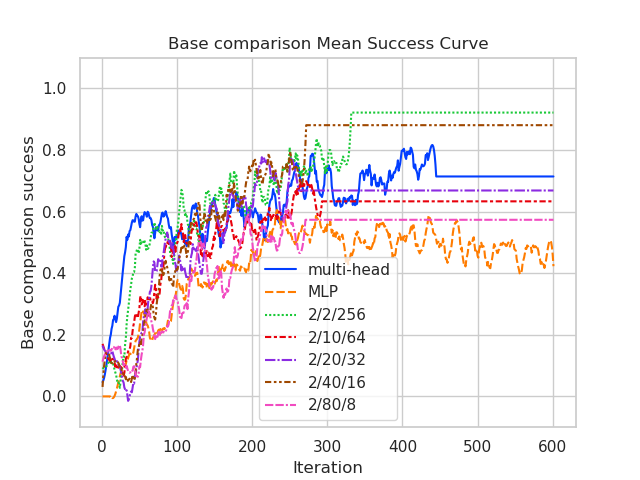 Base comparison Mean Success Curve
Base comparison success
1.0
0.8
0.6
0.4
0.2
0.0
multi-head
MLP
2/2/256
2/10/64
2/20/32
2/40/16
2/80/8
0 100 200 300 400 500 600
Iteration